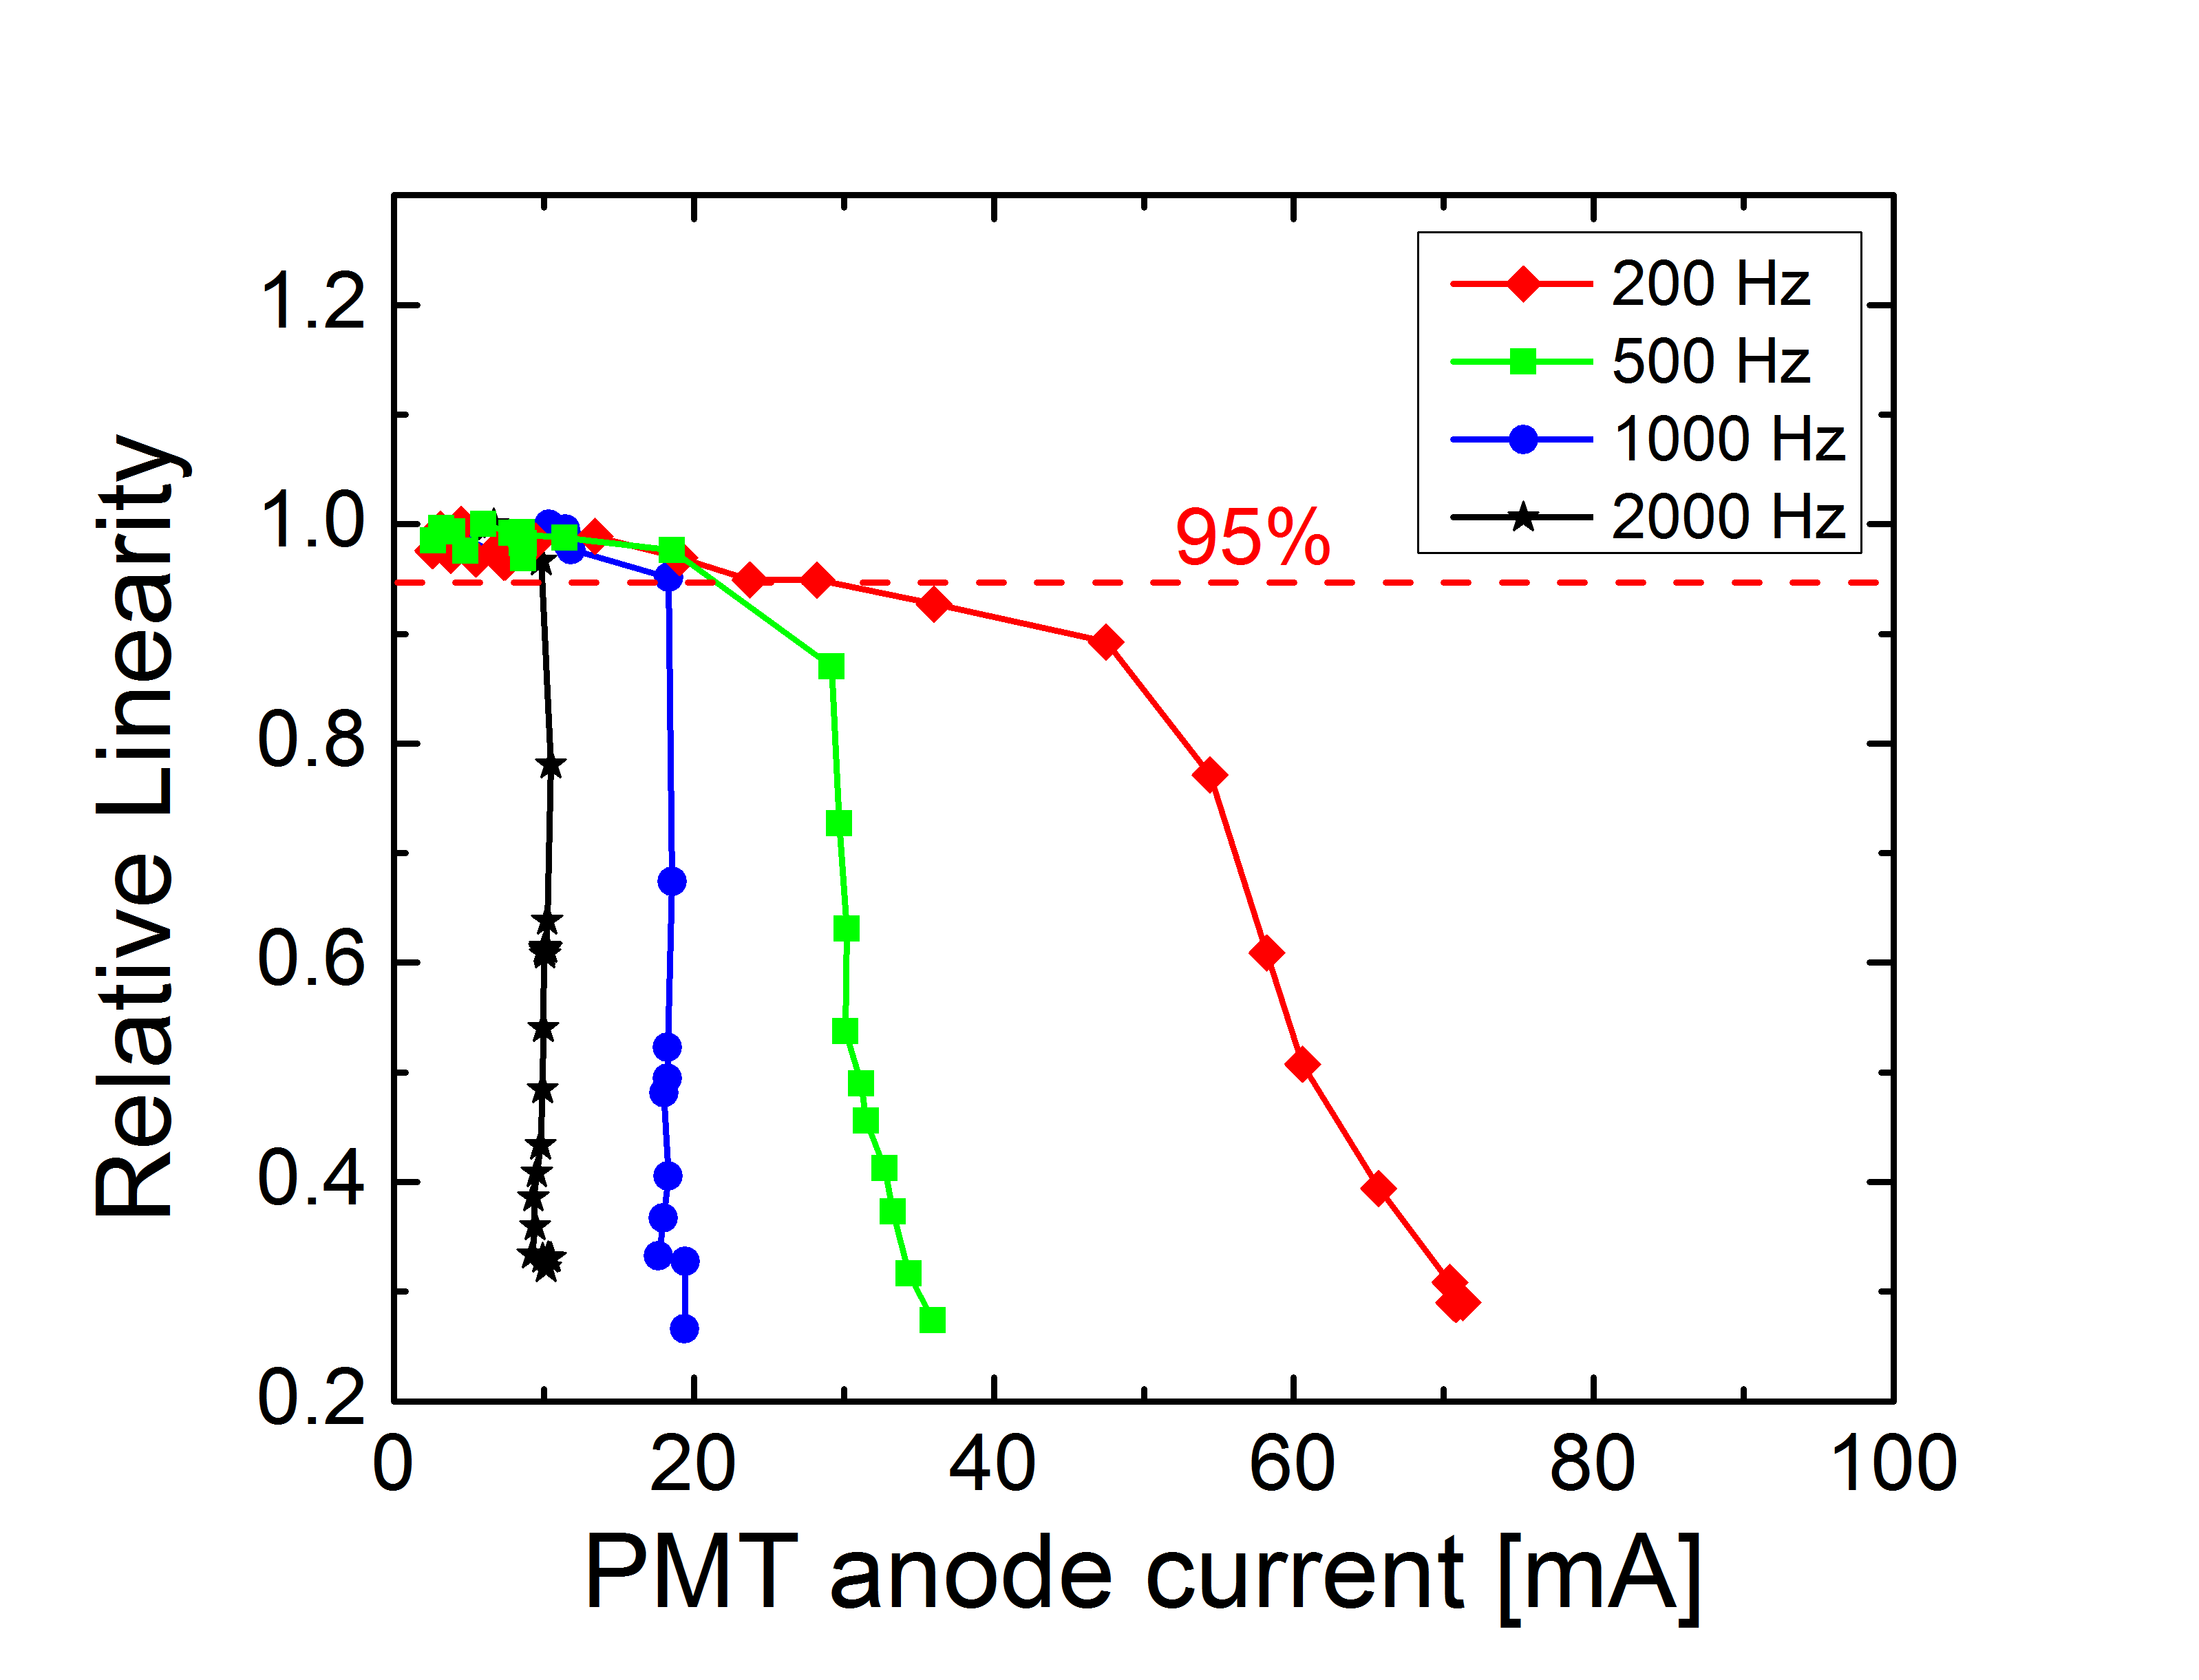 200 Hz
500 Hz
1000 Hz
2000 Hz
95%
1.2
1.0
0.8
0.6
0.4
0.2
0 20 40 60 80 100
Relative Linearity
PMT anode current [mA]